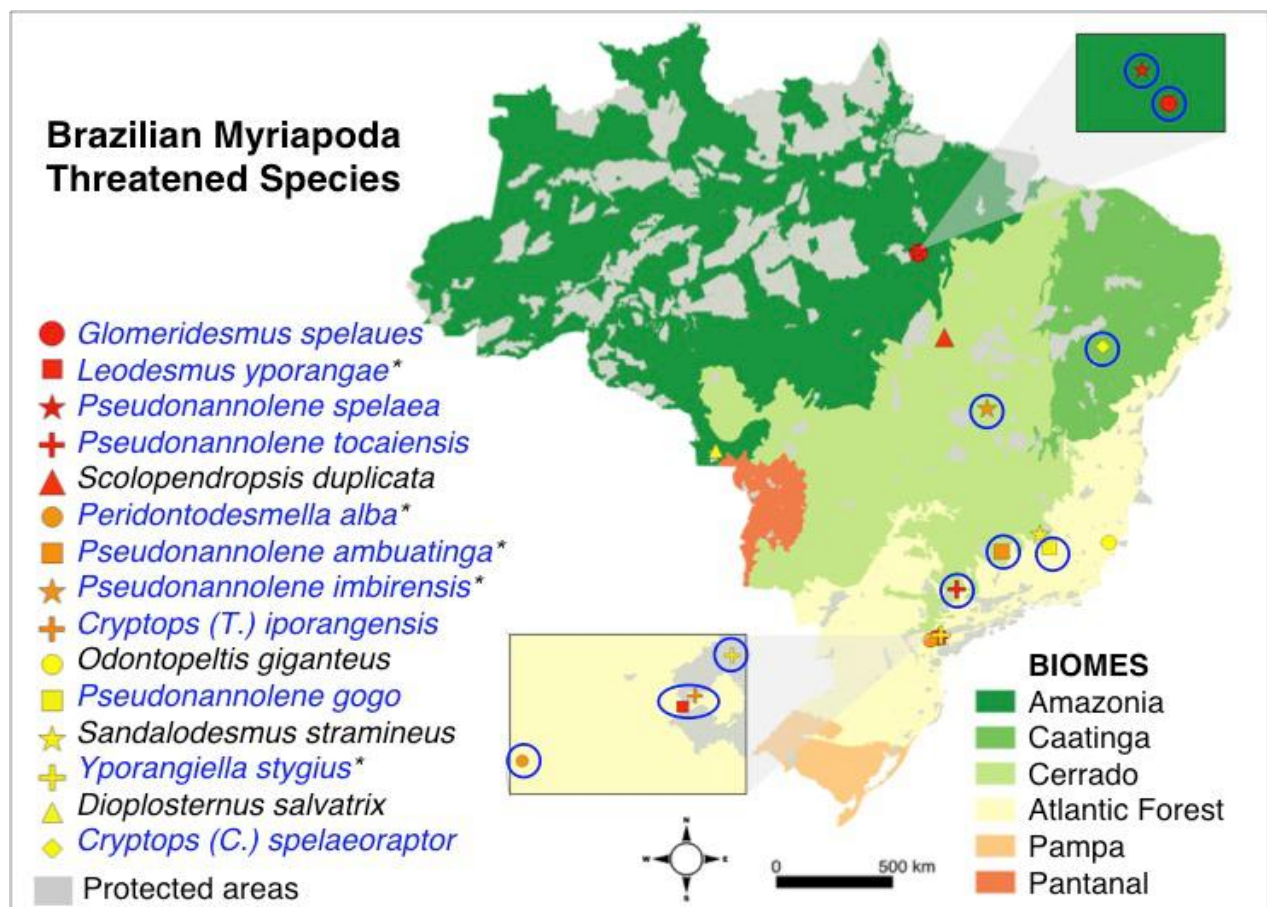 Brazilian Myriapoda
Threatened Species
Glomeridesmus spelaues
Leodesmus yporangae*
Pseudonannolene spelaea
Pseudonannolene tocaiensis
Scolopendropsis duplicata
Peridontodesmella alba*
Pseudonannolene ambuatinga*
Pseudonannolene imbirensis*
Cryptops (T.) iporangensis
Odontopeltis giganteus
Pseudonannolene gogo
Sandalodesmus stramineus
Yporangiella stygius*
Dioplosternus salvatrix
Cryptops (C.) spelaeoraptor
Protected areas
N
W E
S
0 500 km
BIOMES
Amazonia
Caatinga
Cerrado
Atlantic Forest
Pampa
Pantanal